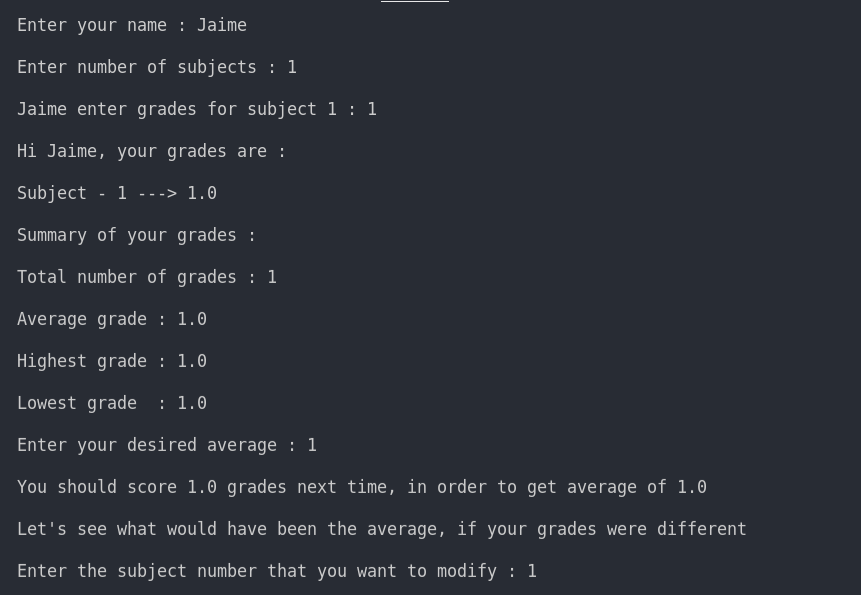 Enter your name : Jaime
Enter number of subjects : 1
Jaime enter grades for subject 1 : 1
Hi Jaime, your grades are :
Subject - 1 ---> 1.0
Summary of your grades :
Total number of grades : 1
Average grade : 1.0
Highest grade : 1.0
Lowest grade  : 1.0
Enter your desired average : 1
You should score 1.0 grades next time, in order to get average of 1.0
Let's see what would have been the average, if your grades were different
Enter the subject number that you want to modify : 1